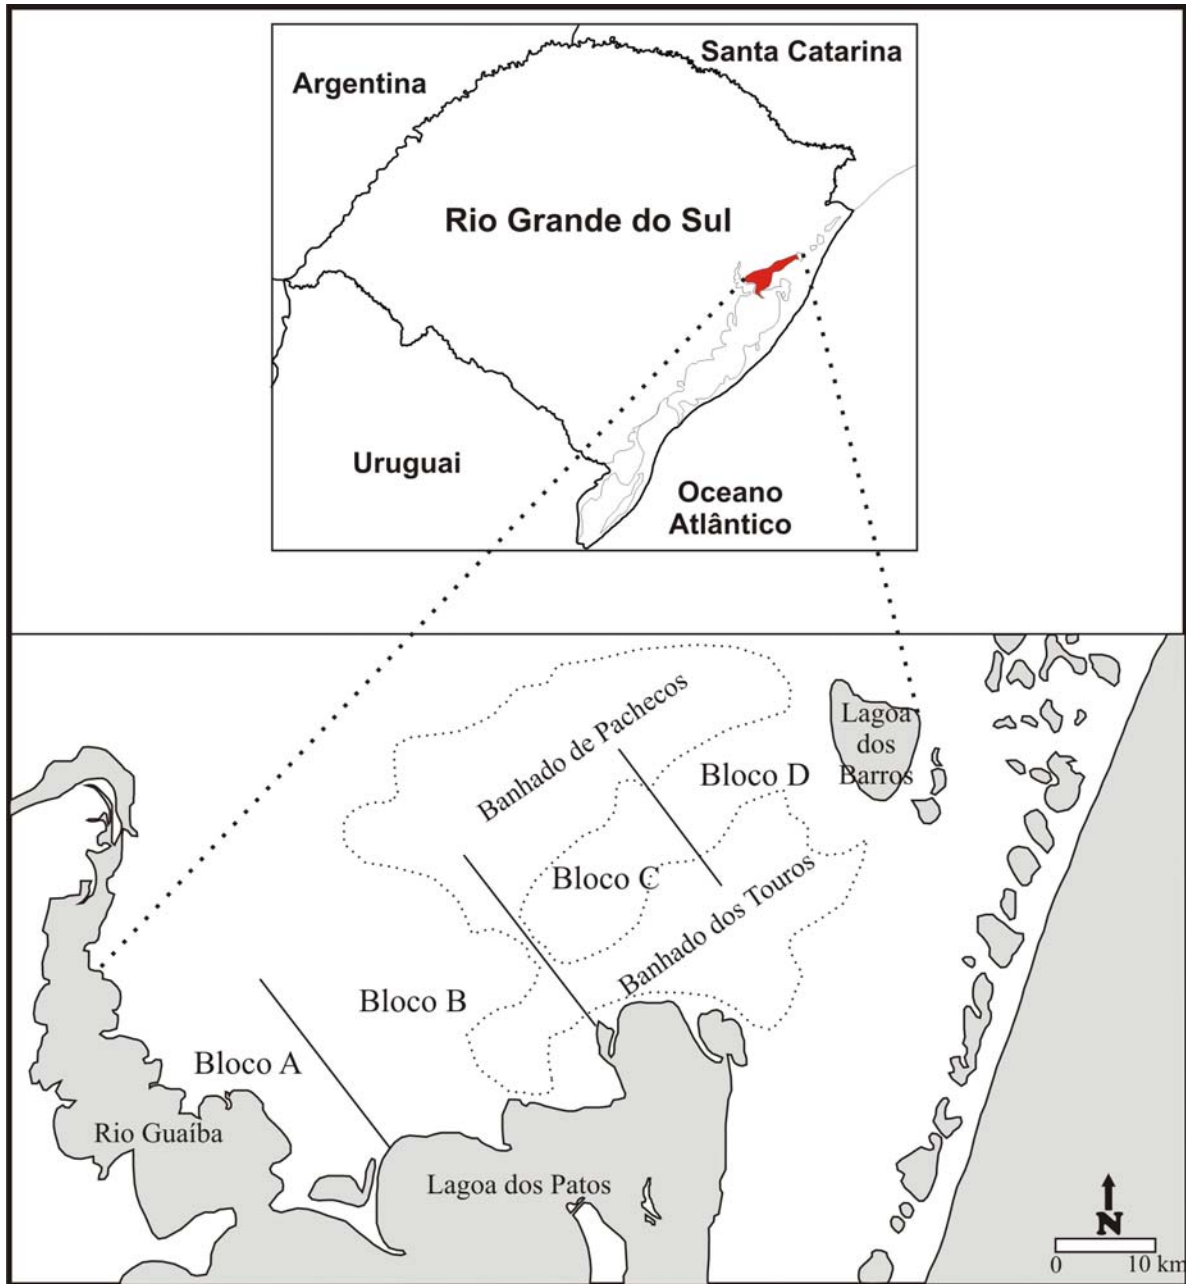 Santa Catarina
Argentina
Rio Grande do Sul
Uruguai
Oceano
Atlântico
Banhado de Pachecos
Lagoa
dos
Barros
Bloco D
Bloco C
Banhado dos Touros
Bloco B
Bloco A
Rio Guaíba
Lagoa dos Patos
N
0 10 km